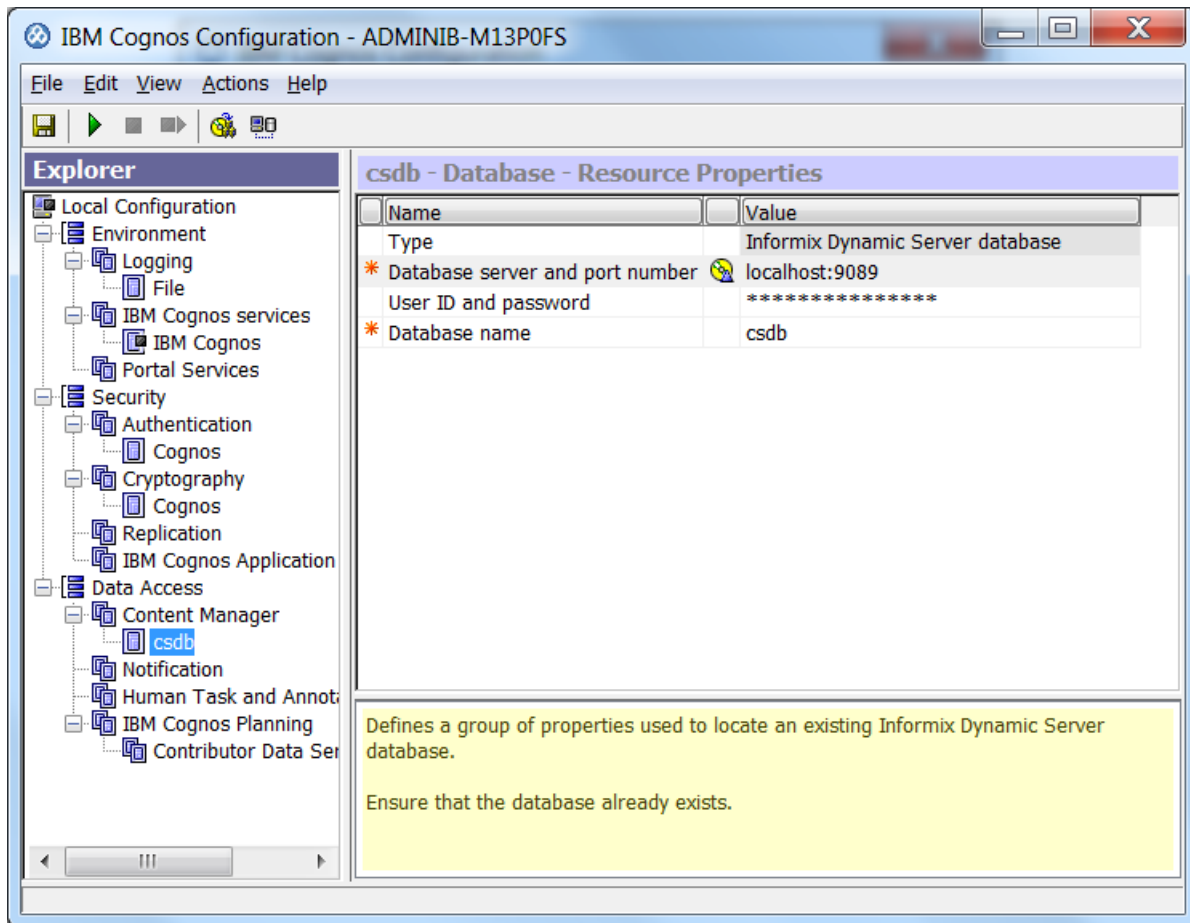 IBM Cognos Configuration - ADMINIB-M13P0FS
File Edit View Actions Help
Explorer
Local Configuration
Environment
Logging
File
IBM Cognos services
IBM Cognos
Portal Services
Security
Authentication
Cognos
Cryptography
Cognos
Replication
IBM Cognos Application
Data Access
Content Manager
csdb
Notification
Human Task and Annota
IBM Cognos Planning
Contributor Data Ser
csdb - Database - Resource Properties
Name Value
Type Informix Dynamic Server database
* Database server and port number localhost:9089
User ID and password ***************
* Database name csdb
Defines a group of properties used to locate an existing Informix Dynamic Server
database.
Ensure that the database already exists.